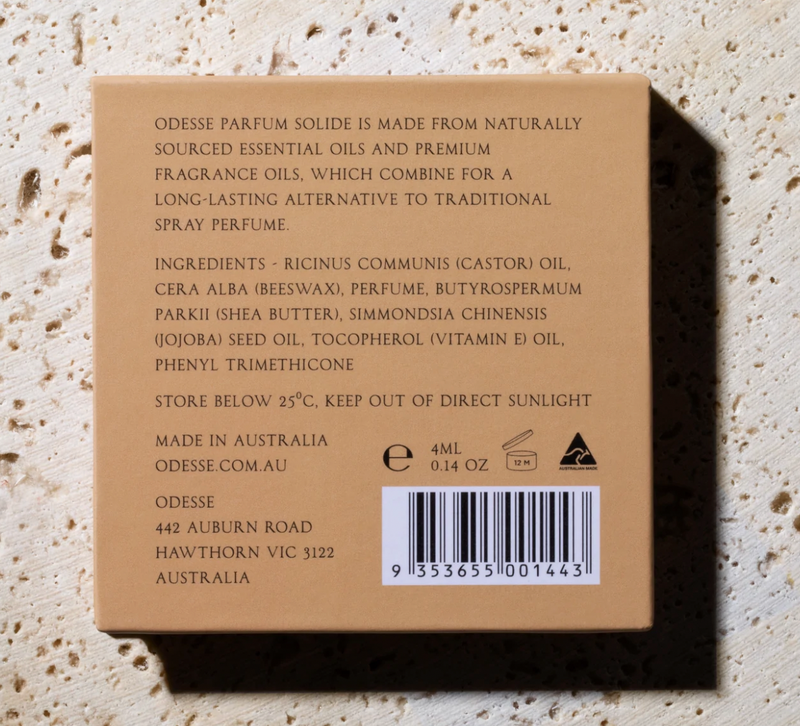 ODESSE PARFUM SOLIDE IS MADE FROM NATURALLY
SOURCED ESSENTIAL OILS AND PREMIUM
FRAGRANCE OILS, WHICH COMBINE FOR A
LONG-LASTING ALTERNATIVE TO TRADITIONAL
SPRAY PERFUME.
INGREDIENTS - RICINUS COMMUNIS (CASTOR) OIL,
CERA ALBA (BEESWAX), PERFUME, BUTYROSPERMUM
PARKII (SHEA BUTTER), SIMMONDSIA CHINENSIS
(JOJOBA) SEED OIL, TOCOPHEROL (VITAMIN E) OIL,
PHENYL TRIMETHICONE
STORE BELOW 25⁰C, KEEP OUT OF DIRECT SUNLIGHT
MADE IN AUSTRALIA
ODESSE.COM.AU
℮
4ML
0.14 OZ
12 M
AUSTRALIAN MADE
ODESSE
442 AUBURN ROAD
HAWTHORN VIC 3122
AUSTRALIA
9 353655 001443